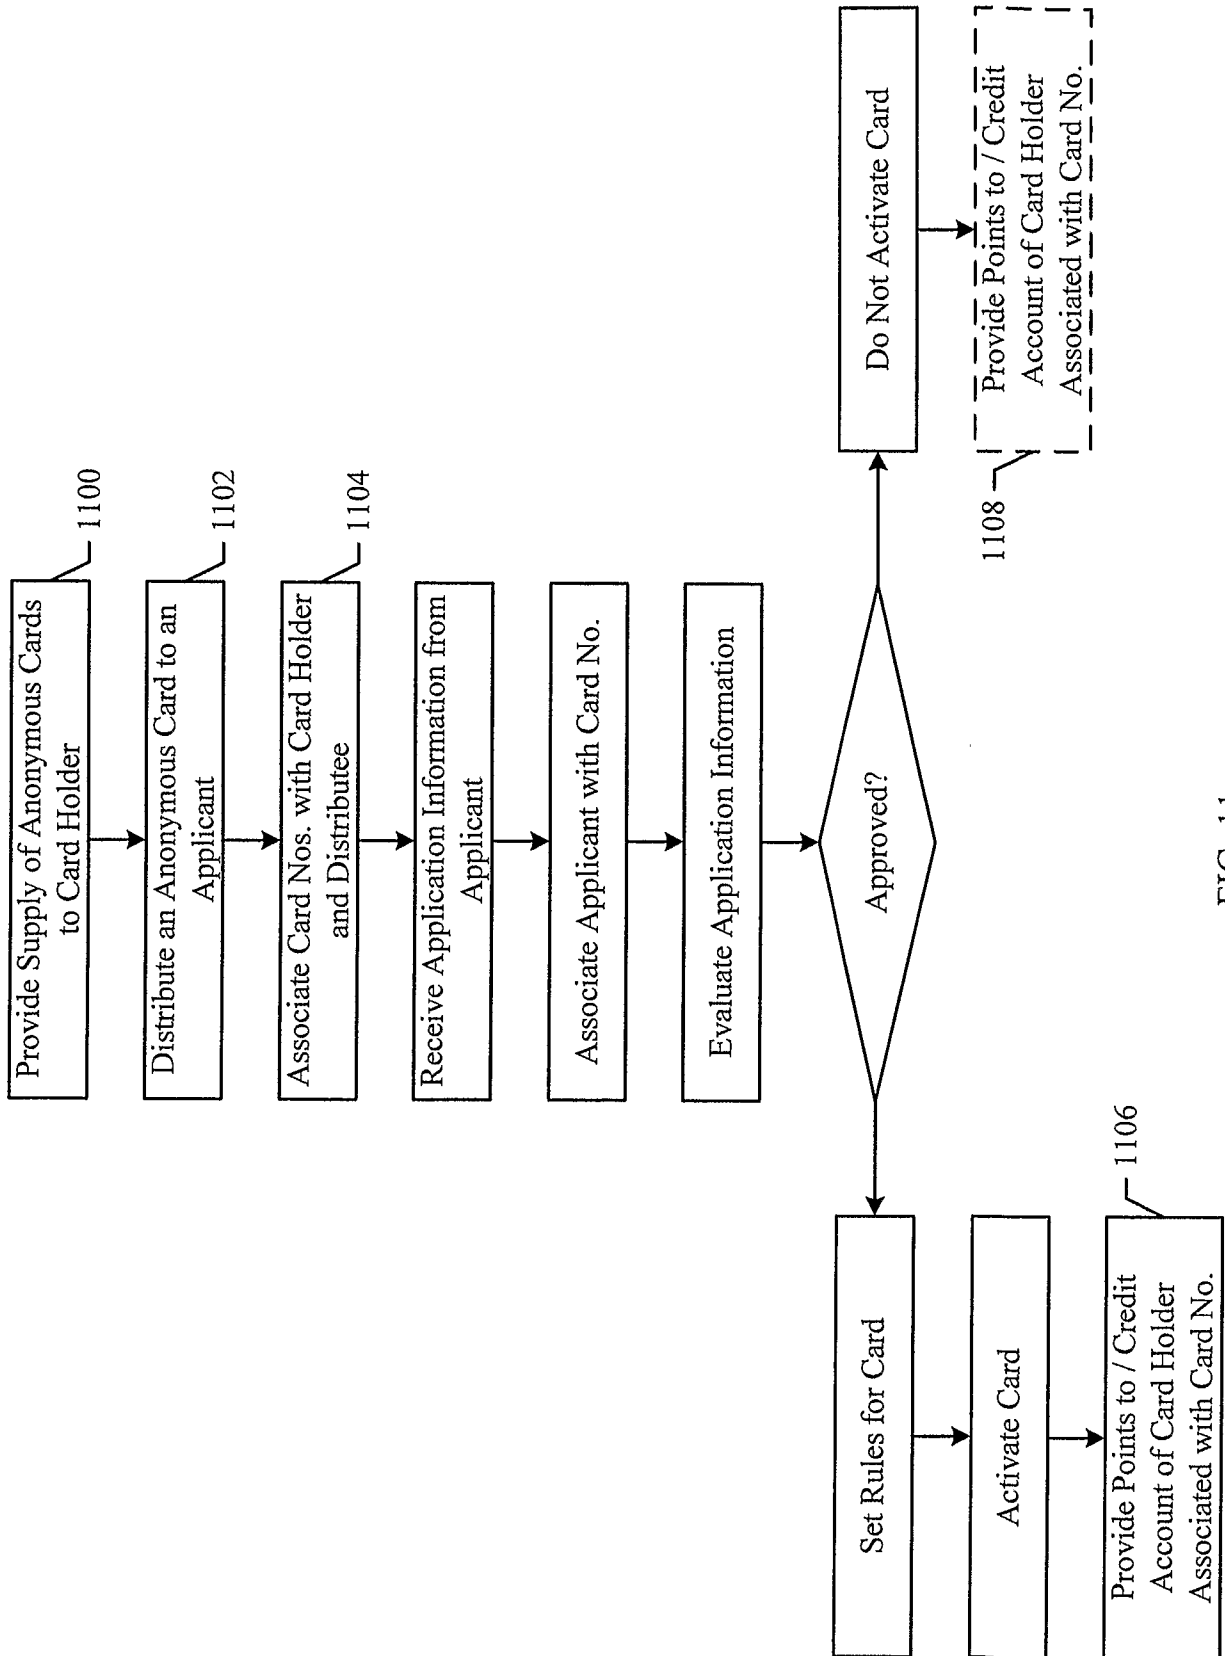 Provide Supply of Anonymous Cards
to Card Holder
1100
Distribute an Anonymous Card to an
Applicant
1102
Associate Card Nos. with Card Holder
and Distributee
1104
Receive Application Information from
Applicant
Associate Applicant with Card No.
Evaluate Application Information
Approved?
Set Rules for Card
Activate Card
Provide Points to / Credit
Account of Card Holder
Associated with Card No.
1106
Do Not Activate Card
Provide Points to / Credit
Account of Card Holder
Associated with Card No.
1108
FIG. 11